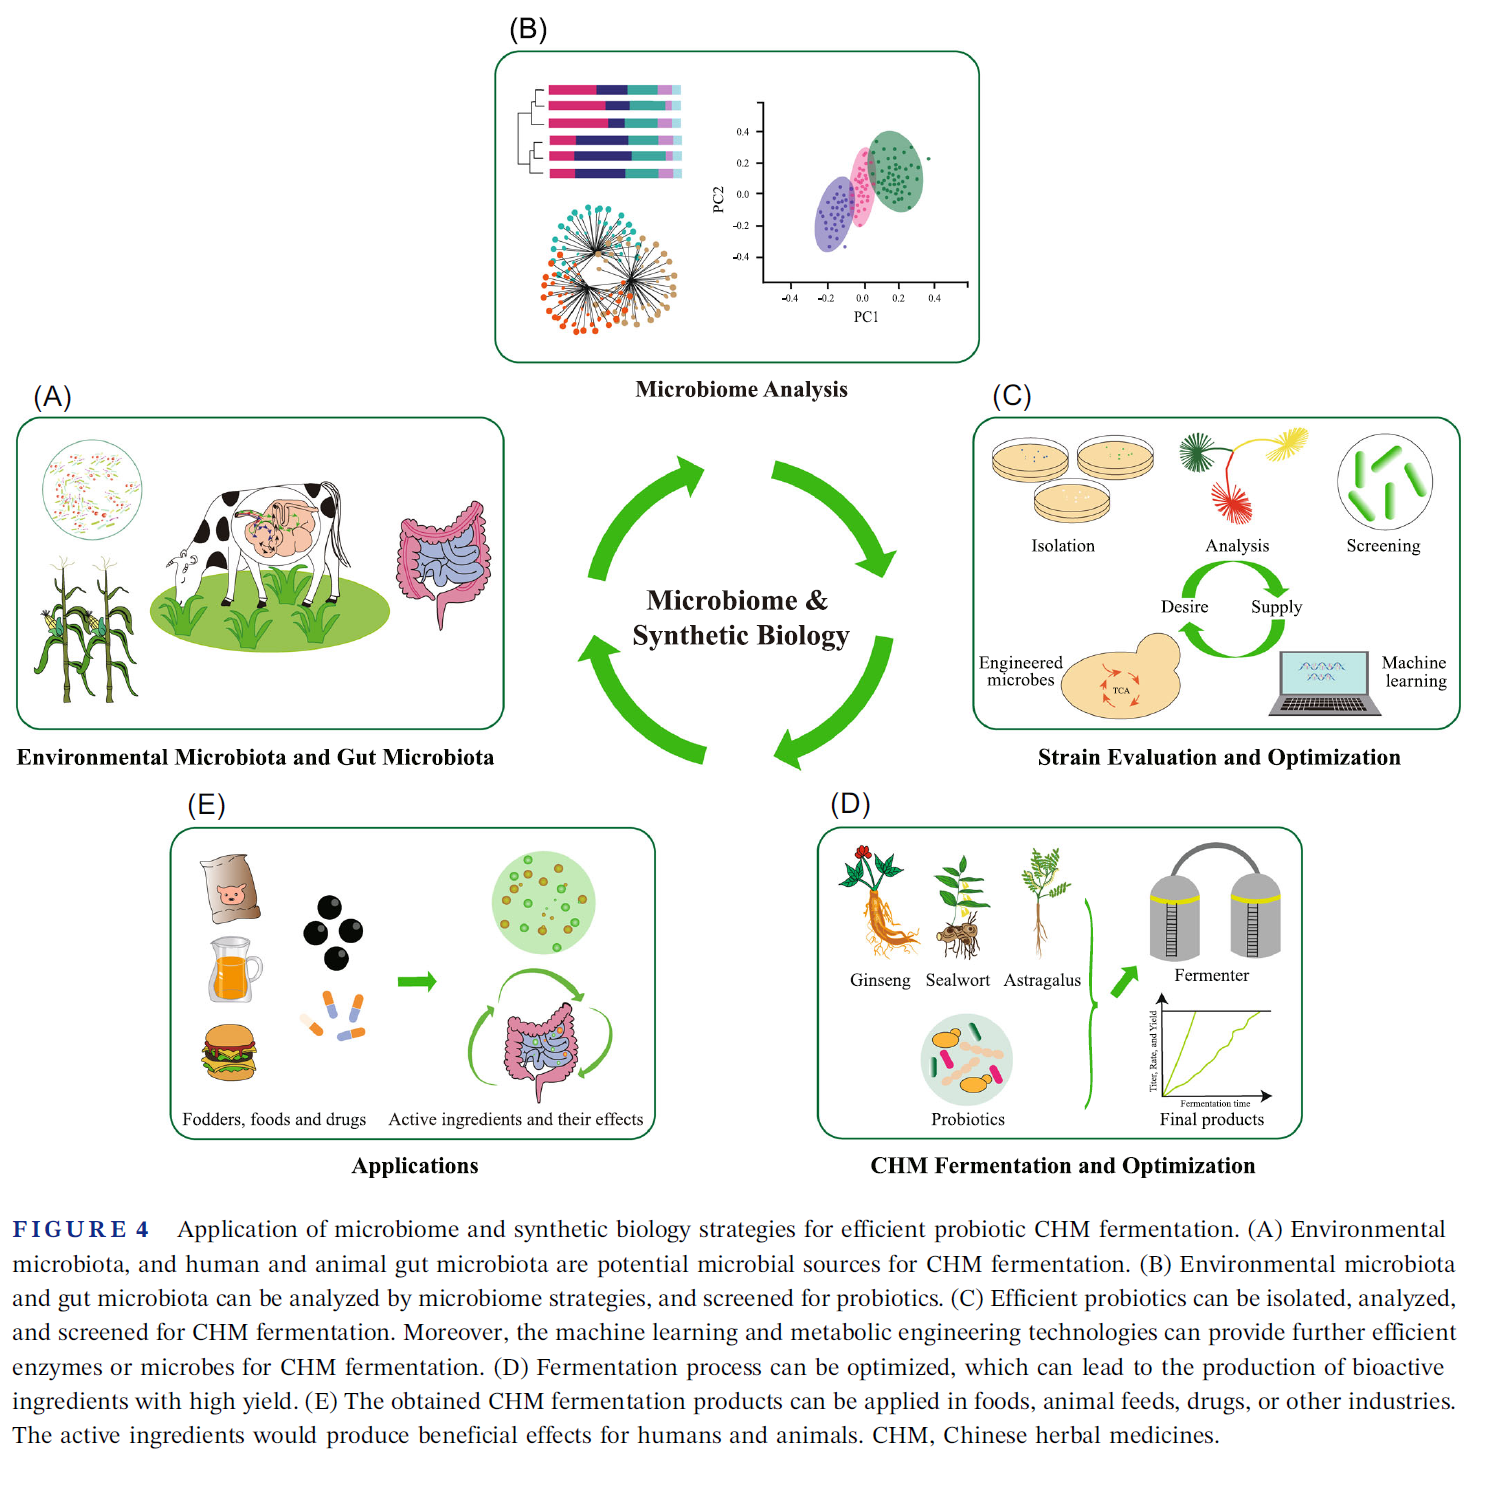 (B)
0.4
0.2
0.0
-0.2
-0.4
PC2
-0.4 -0.2 0.0 0.2 0.4
PC1
Microbiome Analysis
(A)
Environmental Microbiota and Gut Microbiota
Microbiome &
Synthetic Biology
(C)
Isolation
Analysis
Screening
Desire
Supply
Engineered
microbes
TCA
Machine
learning
Strain Evaluation and Optimization
(E)
Fodders, foods and drugs
Active ingredients and their effects
Applications
(D)
Ginseng
Sealwort
Astragalus
Probiotics
Fermenter
Titer, Rate, and Yield
Fermentation time
Final products
CHM Fermentation and Optimization
FIGURE 4 Application of microbiome and synthetic biology strategies for efficient probiotic CHM fermentation. (A) Environmental
microbiota, and human and animal gut microbiota are potential microbial sources for CHM fermentation. (B) Environmental microbiota
and gut microbiota can be analyzed by microbiome strategies, and screened for probiotics. (C) Efficient probiotics can be isolated, analyzed,
and screened for CHM fermentation. Moreover, the machine learning and metabolic engineering technologies can provide further efficient
enzymes or microbes for CHM fermentation. (D) Fermentation process can be optimized, which can lead to the production of bioactive
ingredients with high yield. (E) The obtained CHM fermentation products can be applied in foods, animal feeds, drugs, or other industries.
The active ingredients would produce beneficial effects for humans and animals. CHM, Chinese herbal medicines.